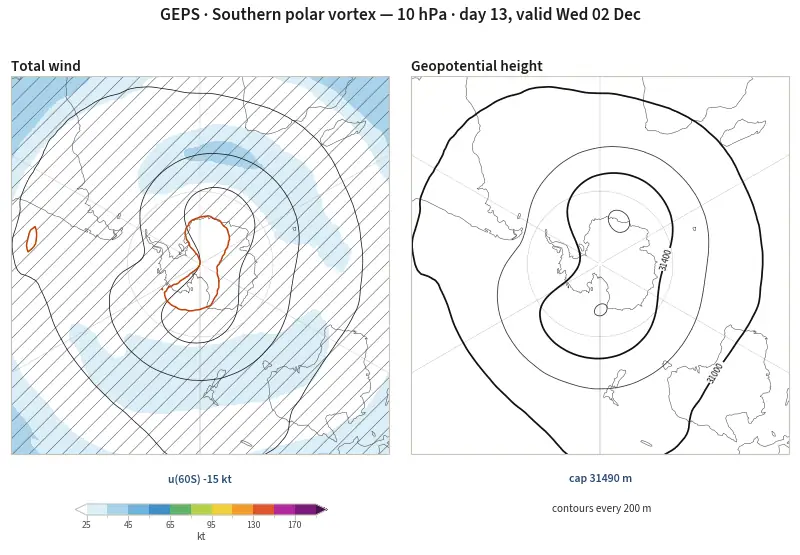 GEPS · Southern polar vortex — 10 hPa · day 13, valid Wed 02 Dec
Total wind
Geopotential height
31400
31000
u(60S) -15 kt
cap 31490 m
contours every 200 m
25 45 65 95 130 170
kt